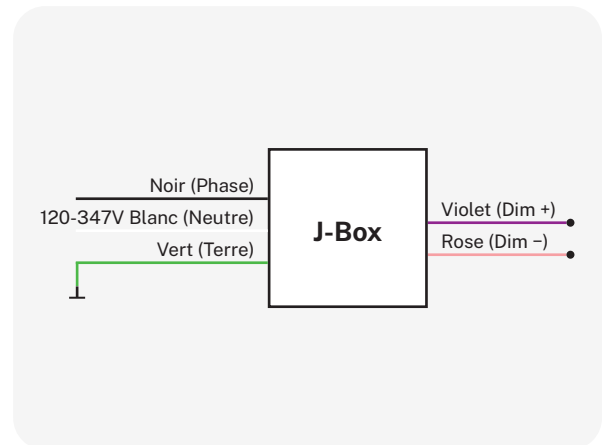 Noir (Phase)
120-347V Blanc (Neutre)
Vert (Terre)
J-Box
Violet (Dim +)
Rose (Dim −)